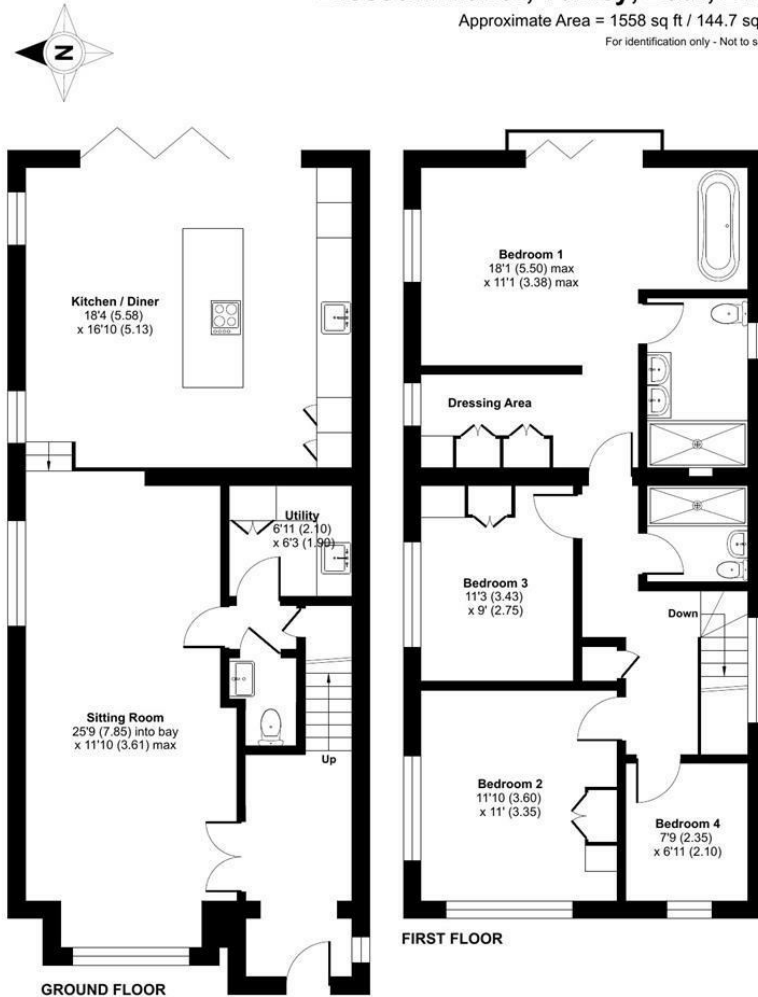 Approximate Area = 1558 sq ft / 144.7 sq
For identification only - Not to s
N
Kitchen / Diner
18'4 (5.58)
x 16'10 (5.13)
Utility
6'11 (2.10)
x 6'3 (1.90)
Sitting Room
25'9 (7.85) into bay
x 11'10 (3.61) max
Up
GROUND FLOOR
Bedroom 1
18'1 (5.50) max
x 11'1 (3.38) max
Dressing Area
Bedroom 3
11'3 (3.43)
x 9' (2.75)
Down
Bedroom 2
11'10 (3.60)
x 11' (3.35)
Bedroom 4
7'9 (2.35)
x 6'11 (2.10)
FIRST FLOOR